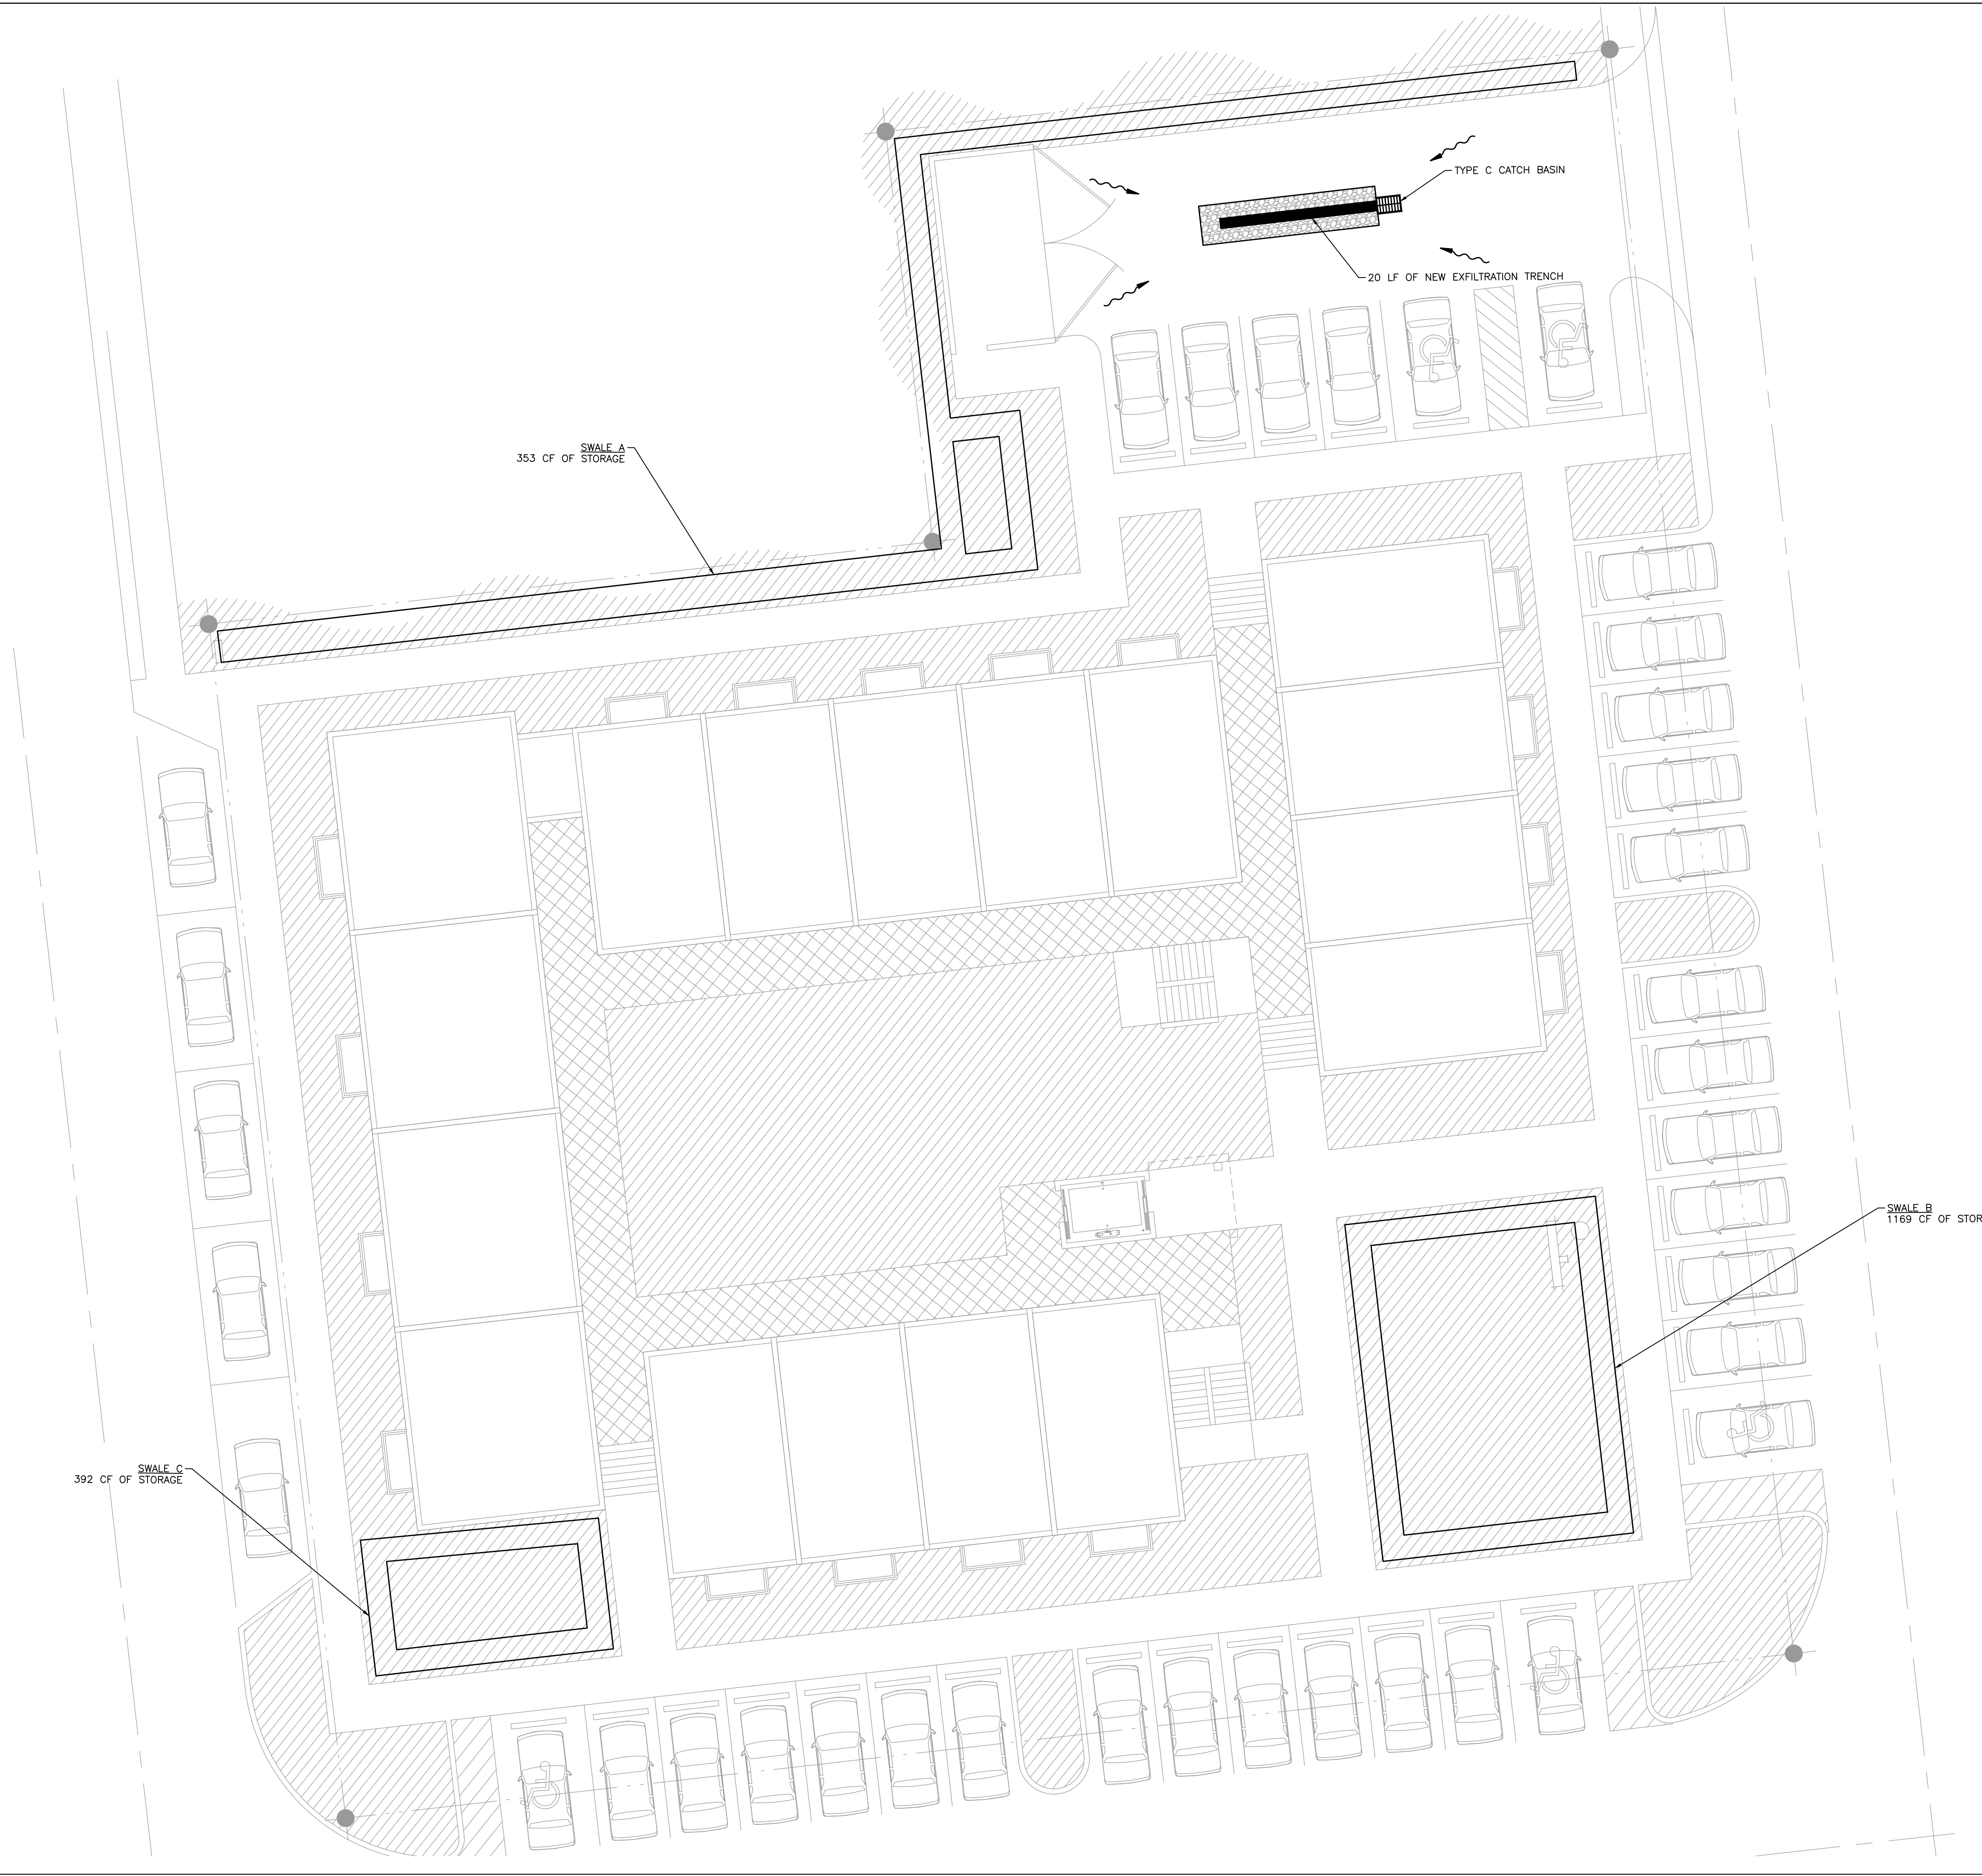 TYPE C CATCH BASIN
20 LF OF NEW EXFILTRATION TRENCH
SWALE A
353 CF OF STORAGE
SWALE B
1169 CF OF STOR
SWALE C
392 CF OF STORAGE